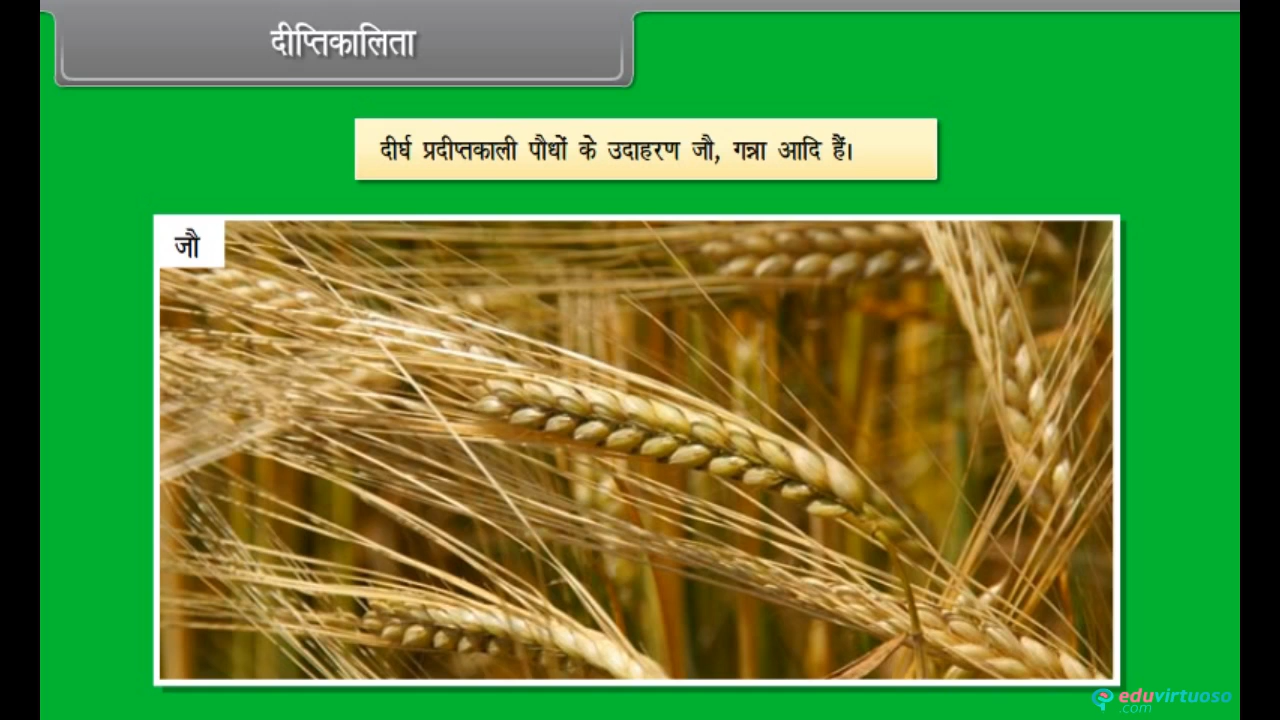 दीप्तिकालिता
दीर्घ प्रदीप्तकाली पौधों के उदाहरण जौ, गन्ना आदि हैं।
जौ
eduvirtuoso
.com